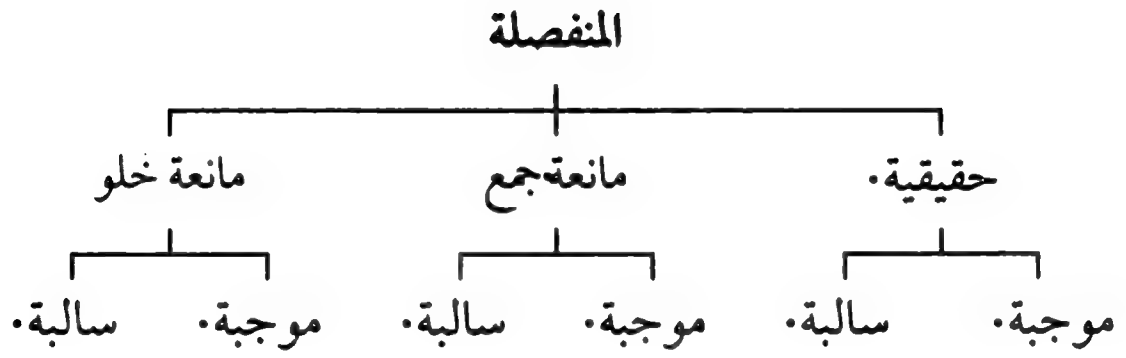 المنفصلة
حقيقية. مانعة جمع مانعة خلو
موجبة. سالبة. موجبة. سالبة. موجبة. سالبة.